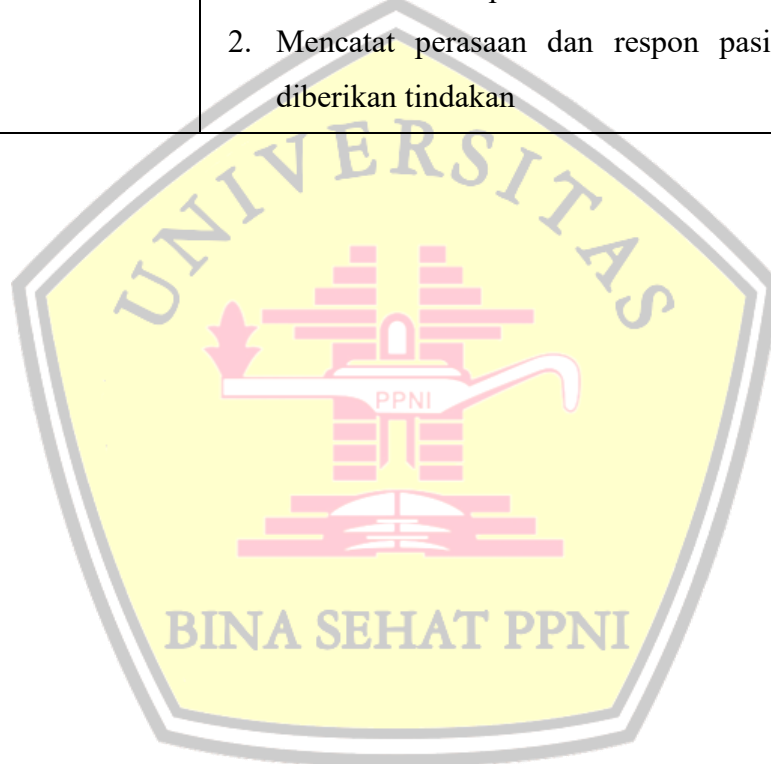 2. Mencatat perasaan dan respon pasi
diberikan tindakan
UNIVERSITAS
PPNI
BINA SEHAT PPNI